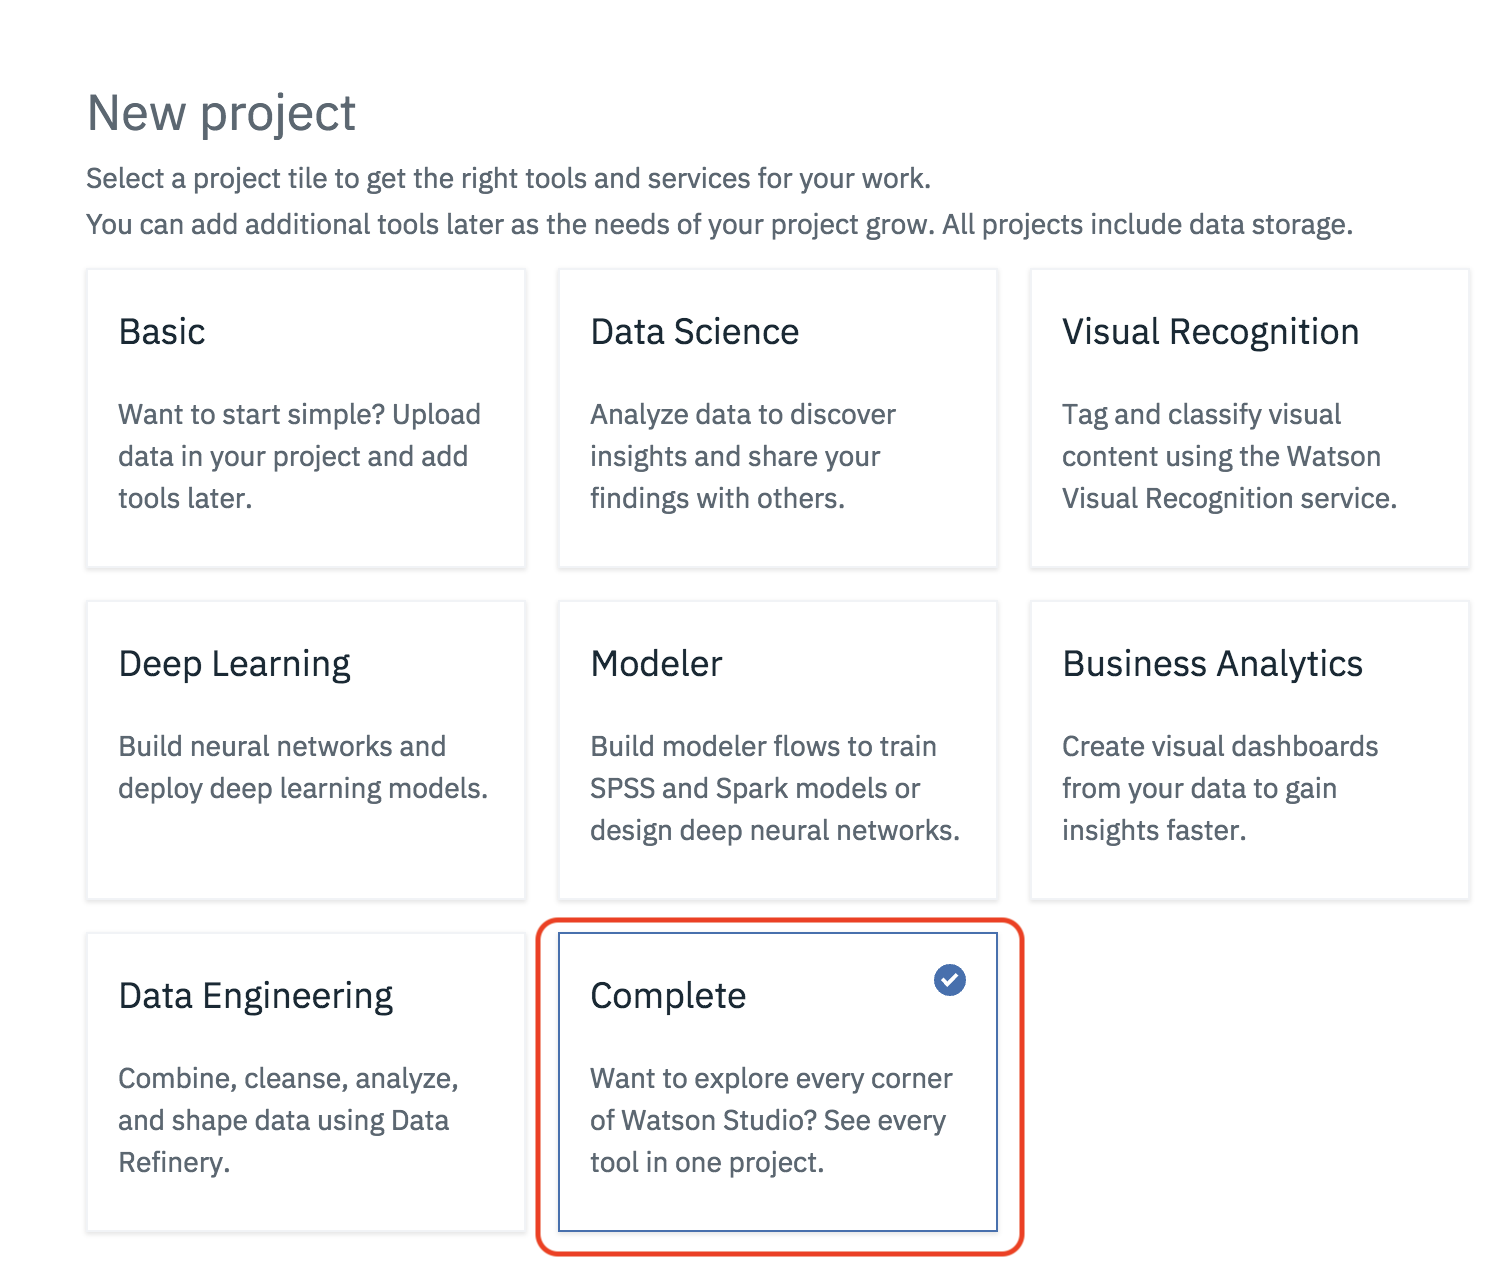 New project
Select a project tile to get the right tools and services for your work.
You can add additional tools later as the needs of your project grow. All projects include data storage.
Basic
Want to start simple? Upload
data in your project and add
tools later.
Data Science
Analyze data to discover
insights and share your
findings with others.
Visual Recognition
Tag and classify visual
content using the Watson
Visual Recognition service.
Deep Learning
Build neural networks and
deploy deep learning models.
Modeler
Build modeler flows to train
SPSS and Spark models or
design deep neural networks.
Business Analytics
Create visual dashboards
from your data to gain
insights faster.
Data Engineering
Combine, cleanse, analyze,
and shape data using Data
Refinery.
Complete
Want to explore every corner
of Watson Studio? See every
tool in one project.